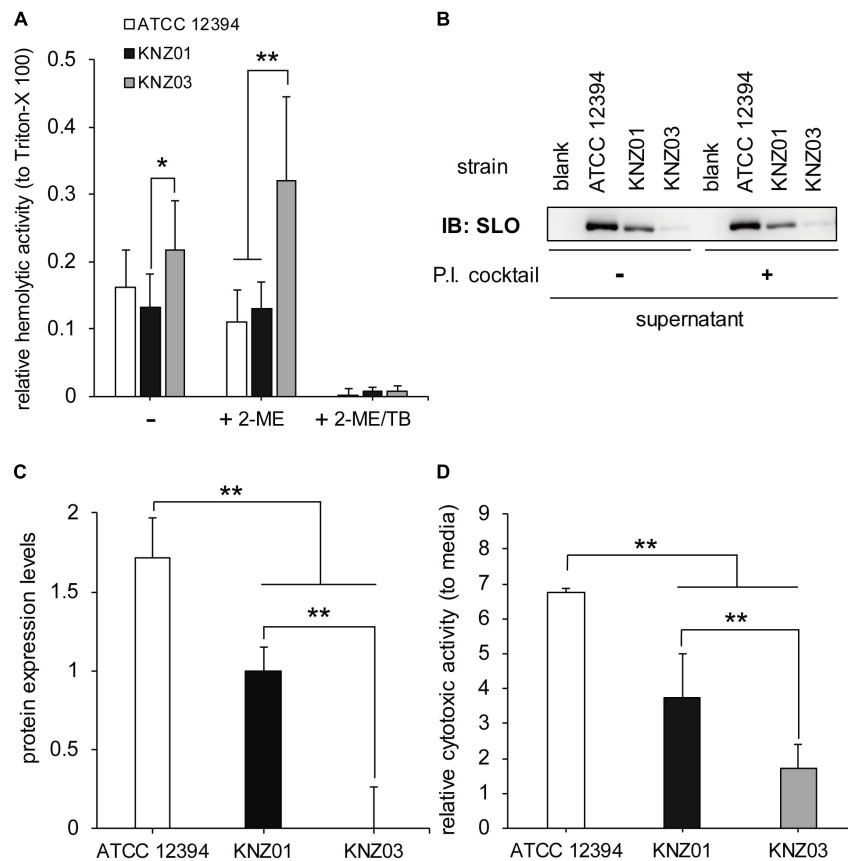 A
ATCC 12394
KNZ01
KNZ03
relative hemolytic activity (to Triton-X 100)
0.5
0.4
0.3
0.2
0.1
0
*
**
-
+ 2-ME
+ 2-ME/TB
B
strain
blank
ATCC 12394
KNZ01
KNZ03
blank
ATCC 12394
KNZ01
KNZ03
IB: SLO
P.I. cocktail - +
supernatant
C
protein expression levels
2
1.5
1
0.5
0
**
**
ATCC 12394 KNZ01 KNZ03
D
relative cytotoxic activity (to media)
9
8
7
6
5
4
3
2
1
0
**
**
ATCC 12394 KNZ01 KNZ03